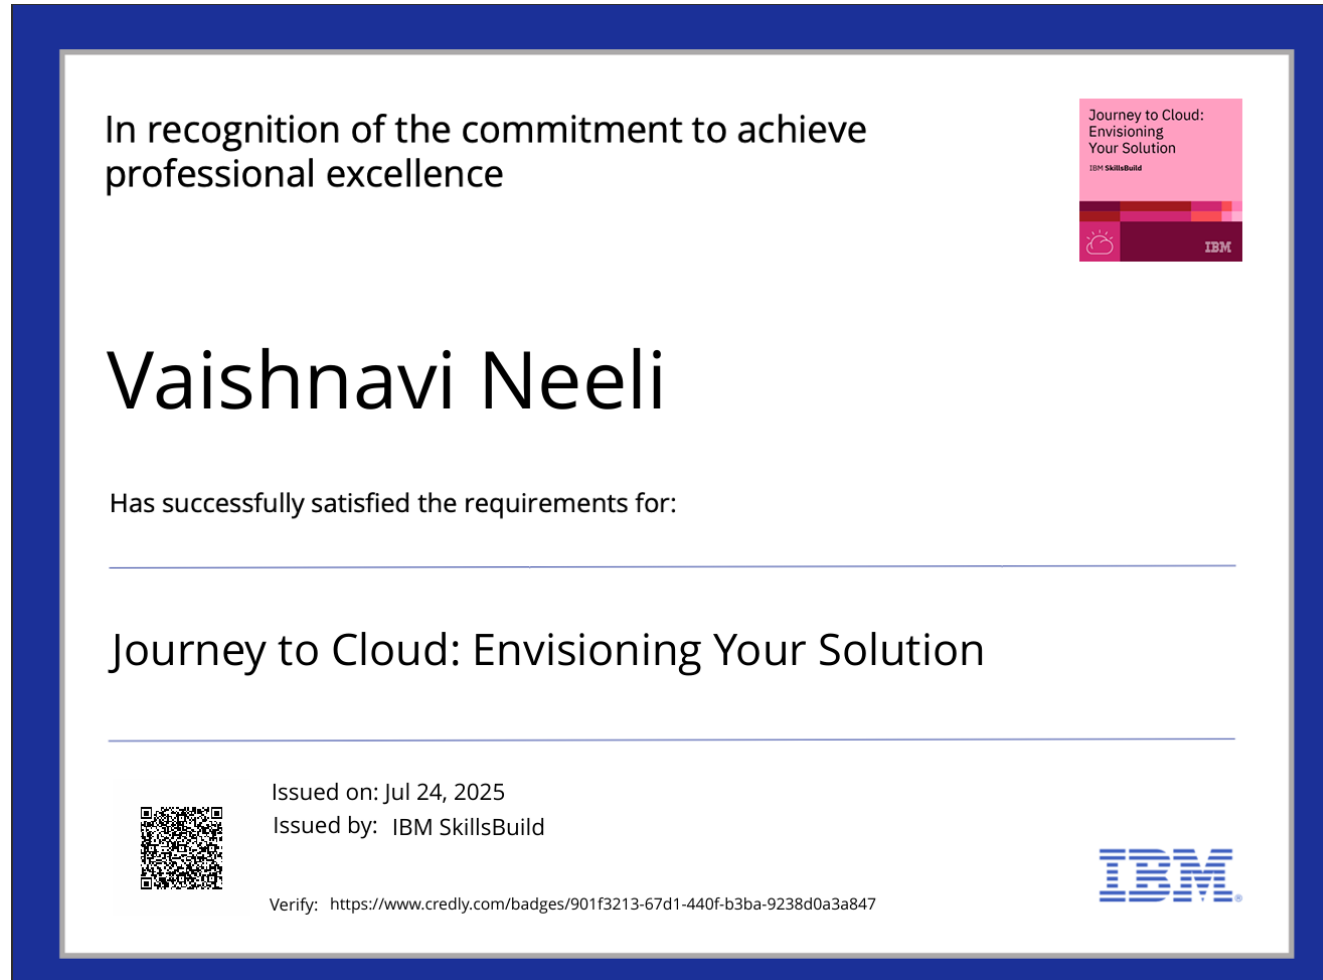 In recognition of the commitment to achieve
professional excellence
Journey to Cloud:
Envisioning
Your Solution
IBM SkillsBuild
IBM
Vaishnavi Neeli
Has successfully satisfied the requirements for:
Journey to Cloud: Envisioning Your Solution
Issued on: Jul 24, 2025
Issued by: IBM SkillsBuild
Verify: https://www.credly.com/badges/901f3213-67d1-440f-b3ba-9238d0a3a847
IBM®